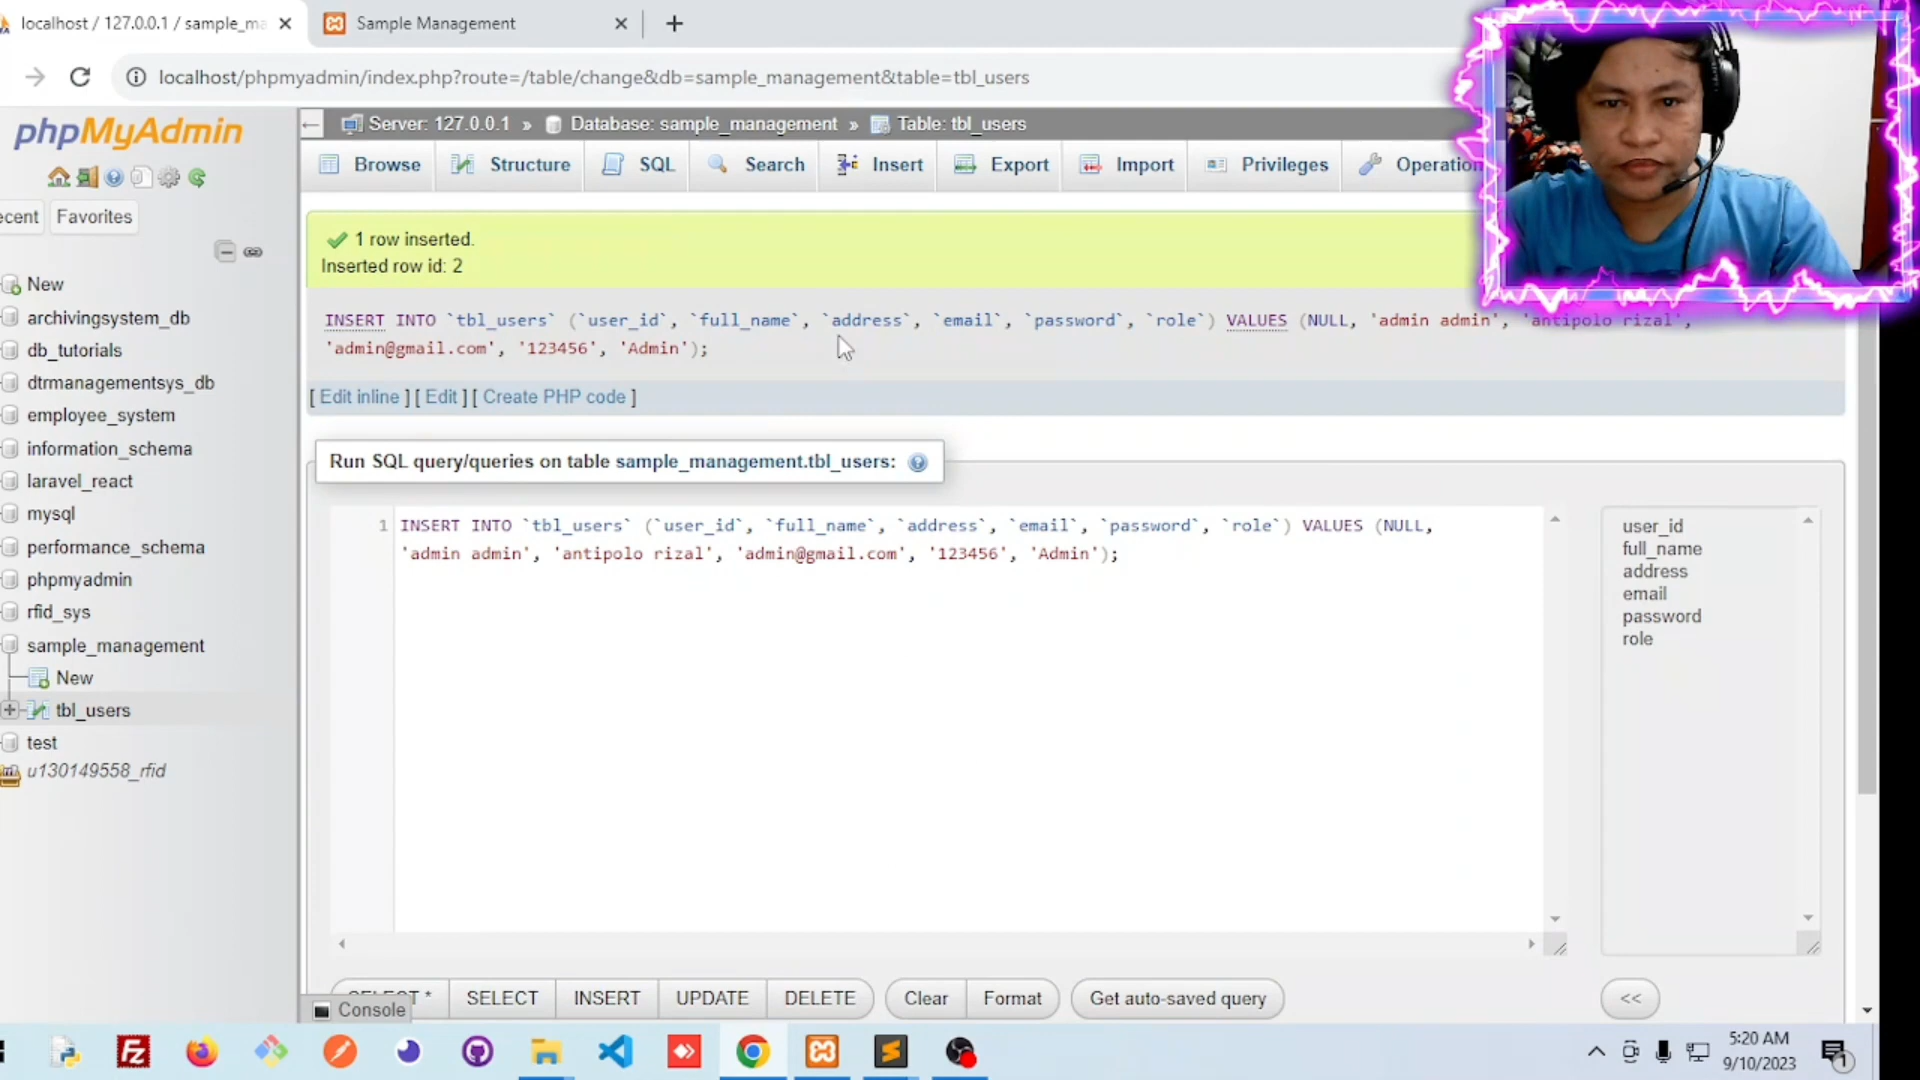 localhost / 127.0.0.1 / sample_ma
Sample Management
localhost/phpmyadmin/index.php?route=/table/change&db=sample_management&table=tbl_users
phpMyAdmin
Server: 127.0.0.1 » Database: sample_management » Table: tbl_users
Browse Structure SQL Search Insert Export Import Privileges Operation
ecent Favorites
1 row inserted.
Inserted row id: 2
INSERT INTO `tbl_users` (`user_id`, `full_name`, `address`, `email`, `password`, `role`) VALUES (NULL, 'admin admin', 'antipolo rizal',
'admin@gmail.com', '123456', 'Admin');
[ Edit inline ] [ Edit ] [ Create PHP code ]
New
archivingsystem_db
db_tutorials
dtrmanagementsys_db
employee_system
information_schema
laravel_react
mysql
performance_schema
phpmyadmin
rfid_sys
sample_management
New
tbl_users
test
u130149558_rfid
Run SQL query/queries on table sample_management.tbl_users:
1 INSERT INTO `tbl_users` (`user_id`, `full_name`, `address`, `email`, `password`, `role`) VALUES (NULL,
'admin admin', 'antipolo rizal', 'admin@gmail.com', '123456', 'Admin');
user_id
full_name
address
email
password
role
SELECT * SELECT INSERT UPDATE DELETE Clear Format Get auto-saved query <<
Console
5:20 AM
9/10/2023
1